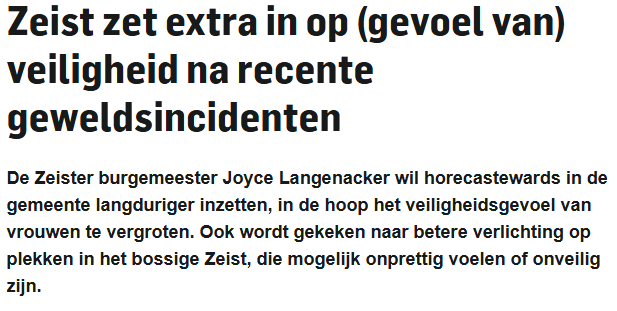 Zeist zet extra in op (gevoel van)
veiligheid na recente
geweldsincidenten
De Zeister burgemeester Joyce Langenacker wil horecastewards in de
gemeente langduriger inzetten, in de hoop het veiligheidsgevoel van
vrouwen te vergroten. Ook wordt gekeken naar betere verlichting op
plekken in het bossige Zeist, die mogelijk onprettig voelen of onveilig
zijn.